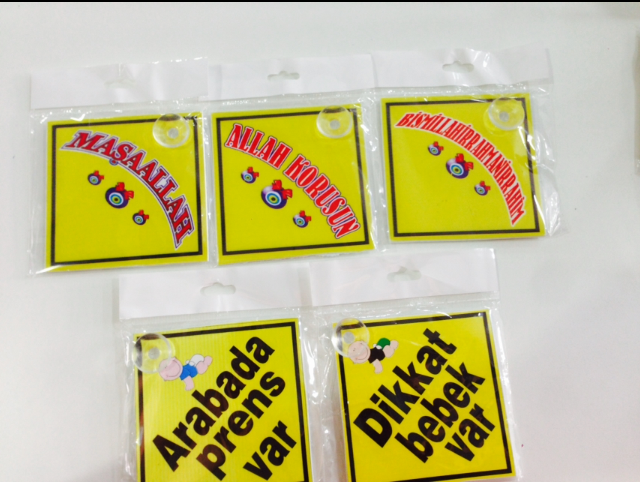 MAŞAALLAH
ALLAH KORUSUN
BİSMİLLAHİRRAHMANİRRAHİM
Arabada
prens
var
Dikkat
bebek
var